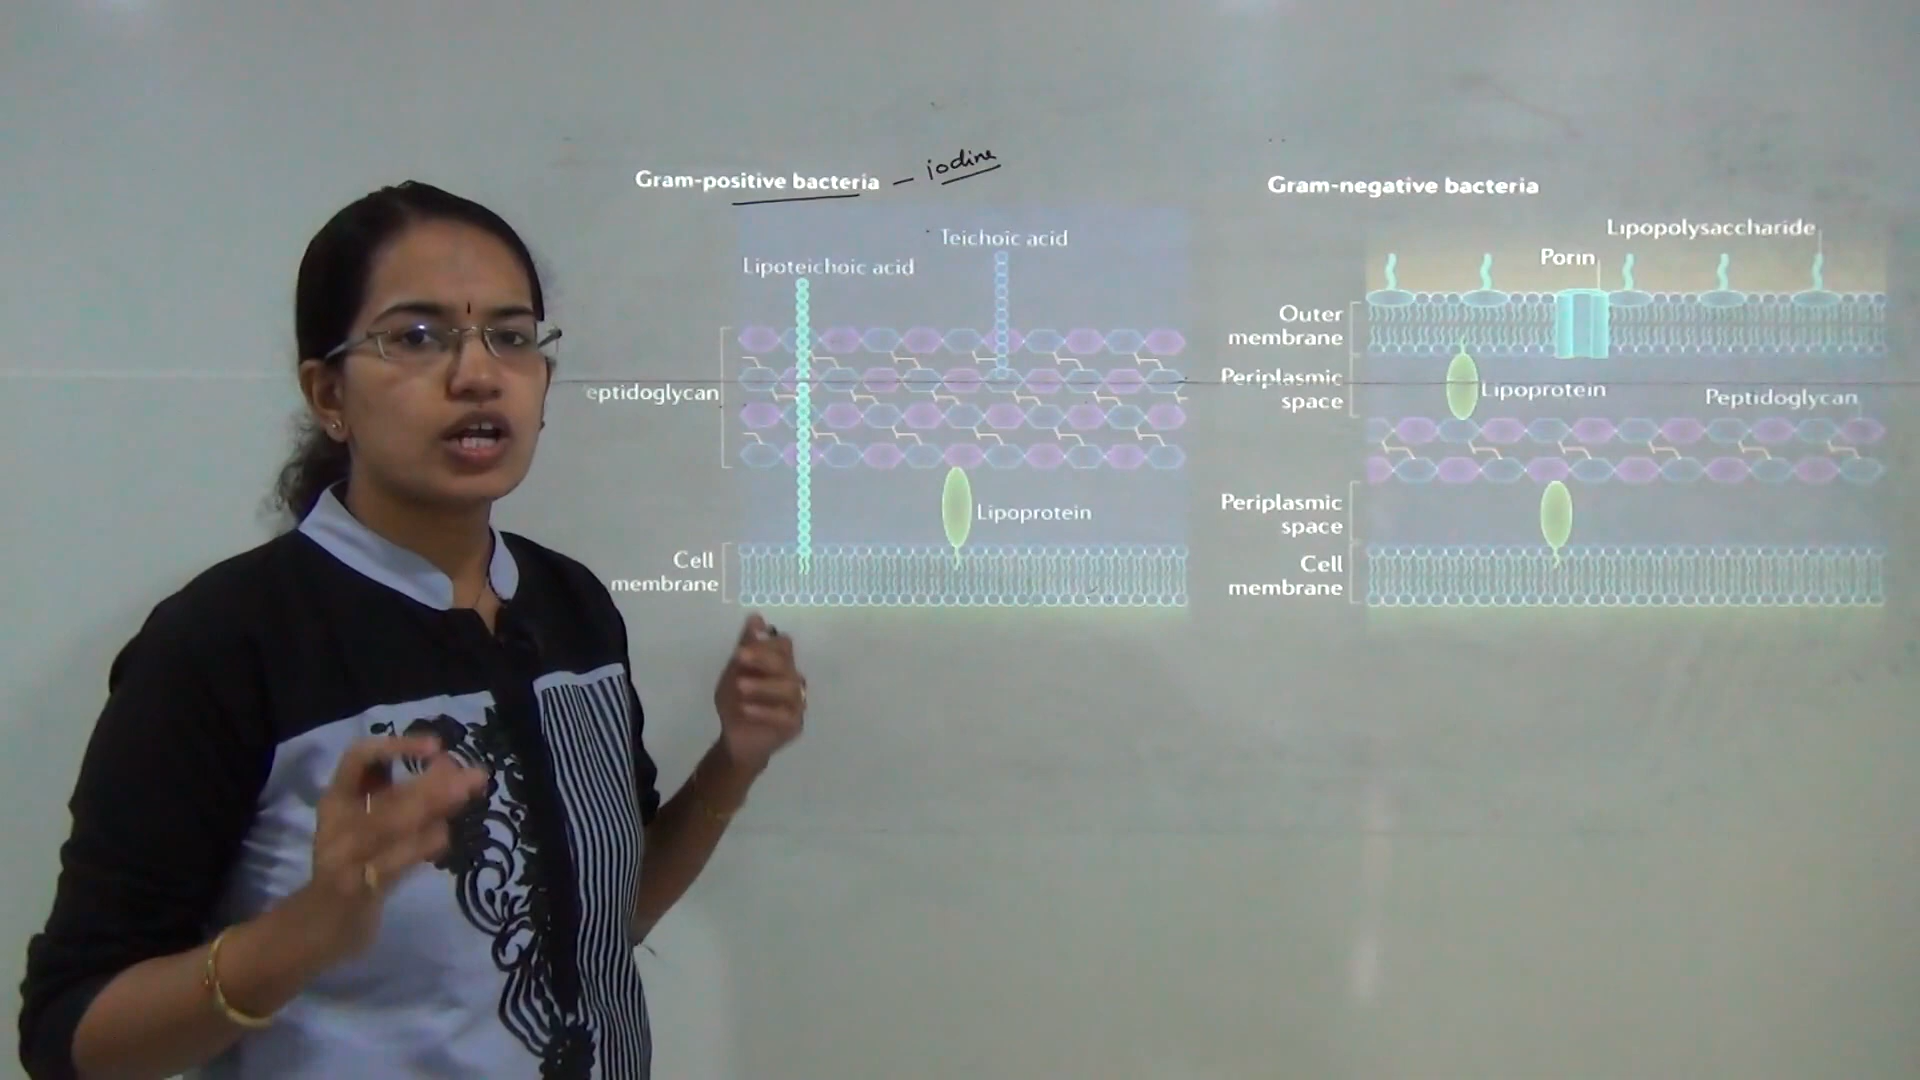 Gram-positive bacteria – iodine
Teichoic acid
Lipoteichoic acid
eptidoglycan
Lipoprotein
Cell
membrane
Gram-negative bacteria
Lipopolysaccharide
Porin
Outer
membrane
Periplasmic
space
Lipoprotein
Peptidoglycan
Periplasmic
space
Cell
membrane